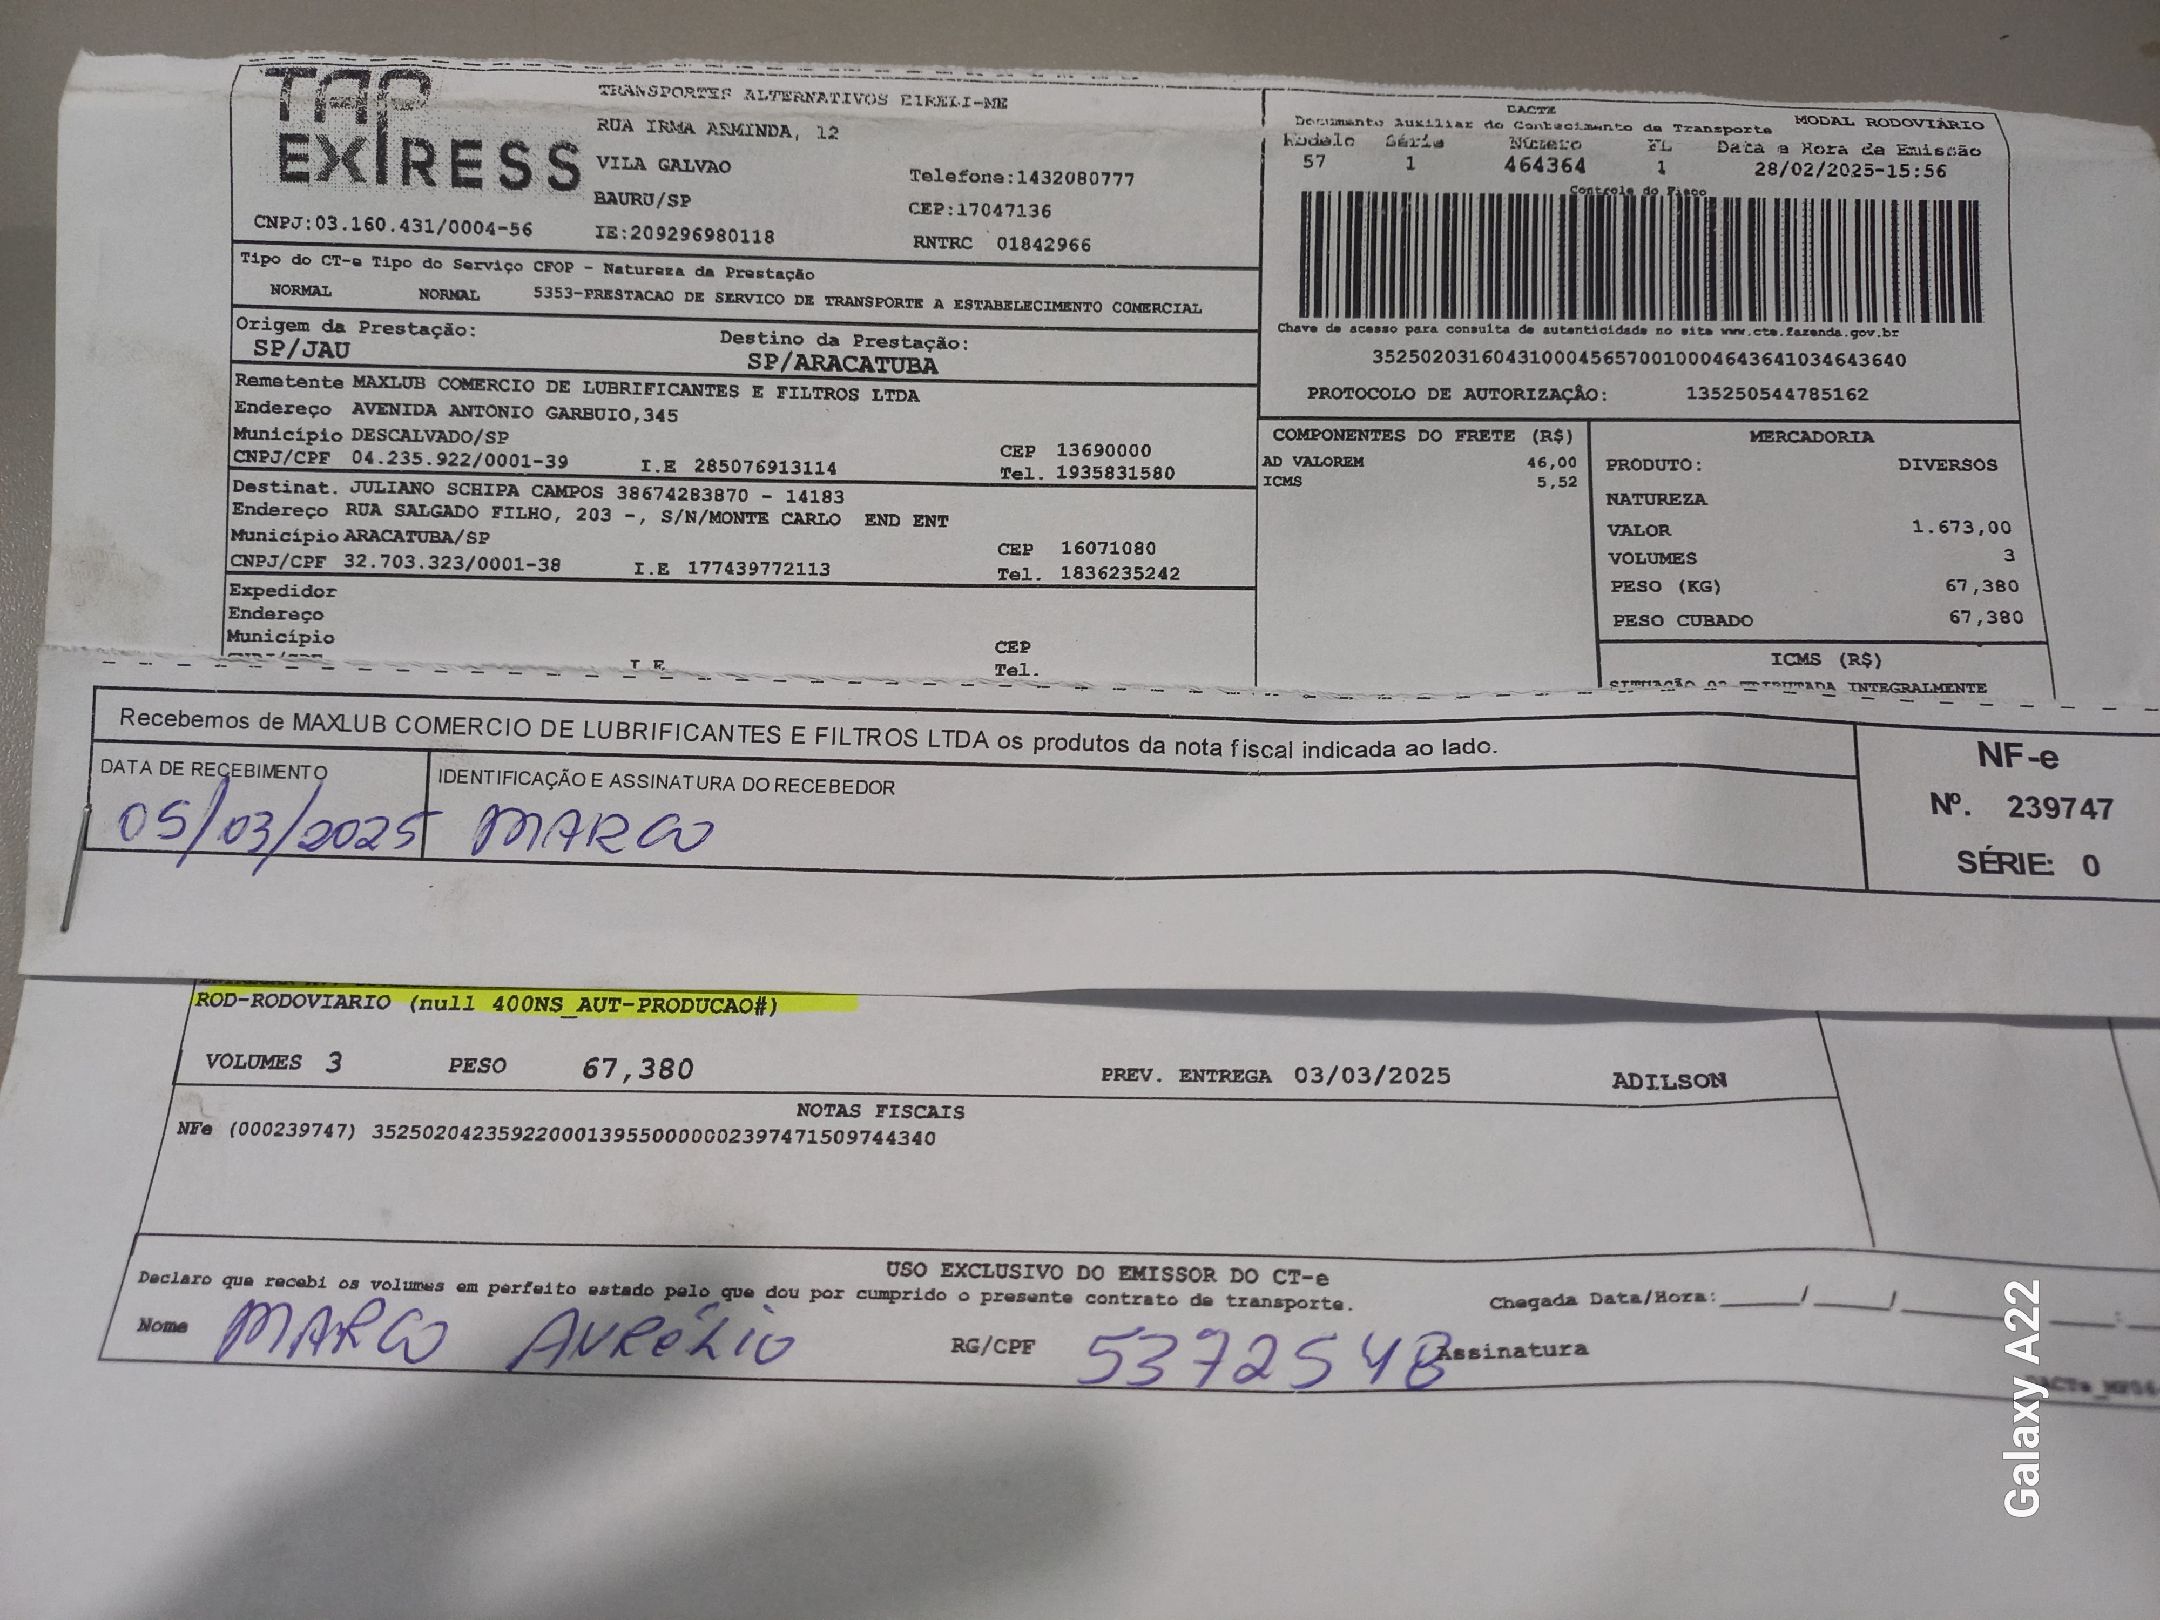 TAP EXPRESS
TRANSPORTES ALTERNATIVOS EIRELI-ME
RUA IRMA ARMINDA, 12
VILA GALVAO
Telefone:1432080777
BAURU/SP
CEP:17047136
CNPJ:03.160.431/0004-56 IE:209296980118
RNTRC 01842966
DACTE
Documento Auxiliar do Conhecimento de Transporte MODAL RODOVIÁRIO
Modelo Série Número FL Data e Hora de Emissão
57 1 464364 1 28/02/2025-15:56
Controle do Fisco
Chave de acesso para consulta de autenticidade no site www.cte.fazenda.gov.br
35250203160431000456570010004643641034643640
PROTOCOLO DE AUTORIZAÇÃO: 135250544785162
Tipo do CT-e Tipo do Serviço CFOP - Natureza da Prestação
NORMAL NORMAL 5353-PRESTACAO DE SERVICO DE TRANSPORTE A ESTABELECIMENTO COMERCIAL
Origem da Prestação: Destino da Prestação:
SP/JAU SP/ARACATUBA
Remetente MAXLUB COMERCIO DE LUBRIFICANTES E FILTROS LTDA
Endereço AVENIDA ANTONIO GARBUIO,345
Município DESCALVADO/SP CEP 13690000
CNPJ/CPF 04.235.922/0001-39 I.E 285076913114 Tel. 1935831580
Destinat. JULIANO SCHIPA CAMPOS 38674283870 - 14183
Endereço RUA SALGADO FILHO, 203 -, S/N/MONTE CARLO END ENT
Município ARACATUBA/SP CEP 16071080
CNPJ/CPF 32.703.323/0001-38 I.E 177439772113 Tel. 1836235242
Expedidor
Endereço
Município CEP
I.E Tel.
COMPONENTES DO FRETE (R$)
AD VALOREM 46,00
ICMS 5,52
MERCADORIA
PRODUTO: DIVERSOS
NATUREZA
VALOR 1.673,00
VOLUMES 3
PESO (KG) 67,380
PESO CUBADO 67,380
ICMS (R$)
SITUAÇÃO TRIBUTADA INTEGRALMENTE
Recebemos de MAXLUB COMERCIO DE LUBRIFICANTES E FILTROS LTDA os produtos da nota fiscal indicada ao lado.
DATA DE RECEBIMENTO IDENTIFICAÇÃO E ASSINATURA DO RECEBEDOR
05/03/2025 MARCO
NF-e
Nº. 239747
SÉRIE: 0
ROD-RODOVIARIO (null 400NS_AUT-PRODUCAO#)
VOLUMES 3 PESO 67,380 PREV. ENTREGA 03/03/2025 ADILSON
NOTAS FISCAIS
NFe (000239747) 35250204235922000139550000002397471509744340
USO EXCLUSIVO DO EMISSOR DO CT-e
Declaro que recebi os volumes em perfeito estado pelo que dou por cumprido o presente contrato de transporte. Chegada Data/Hora:____/____/____ ____:____
Nome MARCO AURÉLIO RG/CPF 53725548 Assinatura
Galaxy A22